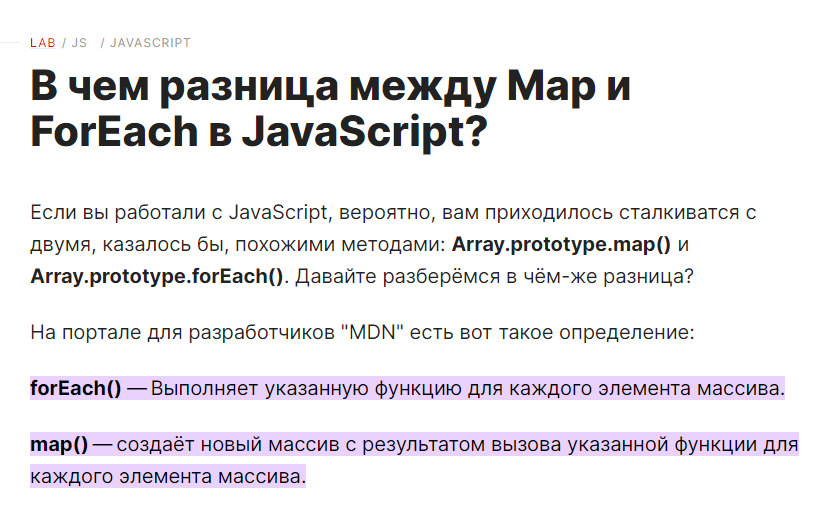 LAB / JS / JAVASCRIPT
В чем разница между Map и
ForEach в JavaScript?
Если вы работали с JavaScript, вероятно, вам приходилось сталкиватся с
двумя, казалось бы, похожими методами: Array.prototype.map() и
Array.prototype.forEach(). Давайте разберёмся в чём-же разница?
На портале для разработчиков "MDN" есть вот такое определение:
forEach() — Выполняет указанную функцию для каждого элемента массива.
map() — создаёт новый массив с результатом вызова указанной функции для
каждого элемента массива.